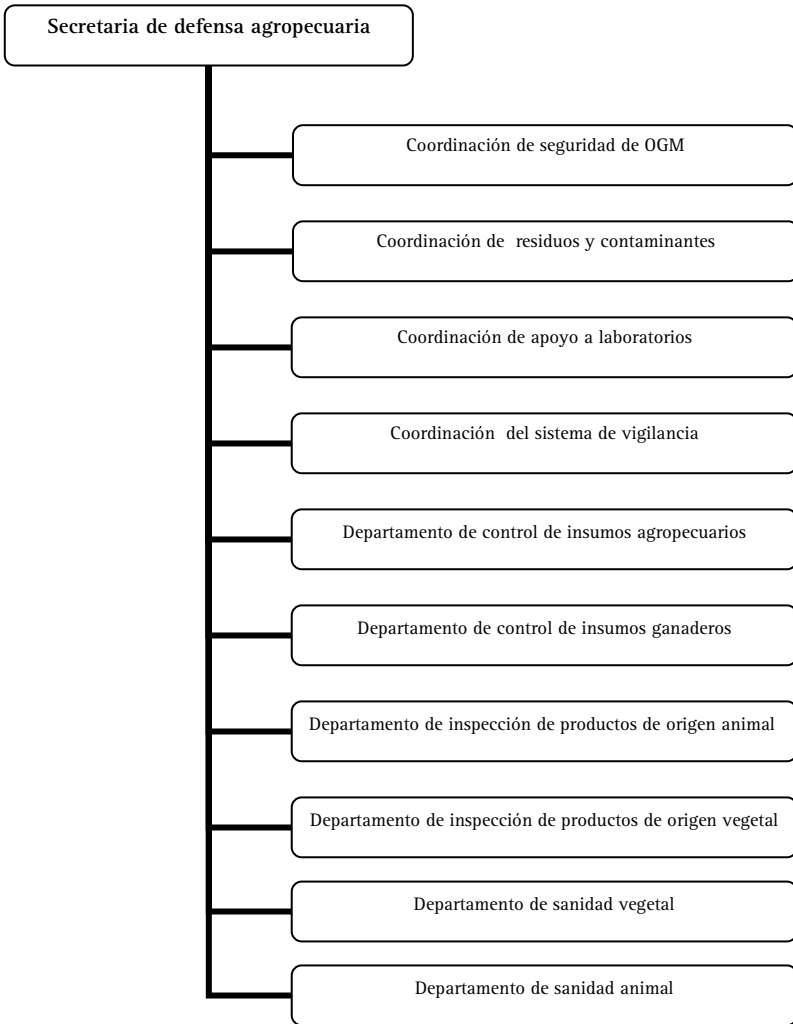 Secretaria de defensa agropecuaria
Coordinación de seguridad de OGM
Coordinación de residuos y contaminantes
Coordinación de apoyo a laboratorios
Coordinación del sistema de vigilancia
Departamento de control de insumos agropecuarios
Departamento de control de insumos ganaderos
Departamento de inspección de productos de origen animal
Departamento de inspección de productos de origen vegetal
Departamento de sanidad vegetal
Departamento de sanidad animal